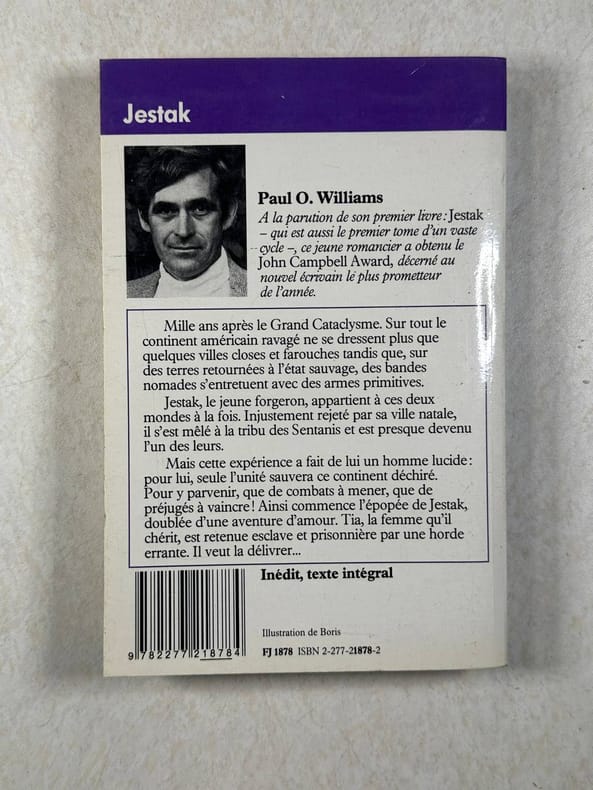 Jestak
Paul O. Williams
A la parution de son premier livre : Jestak
– qui est aussi le premier tome d'un vaste
cycle –, ce jeune romancier a obtenu le
John Campbell Award, décerné au
nouvel écrivain le plus prometteur
de l'année.
Mille ans après le Grand Cataclysme. Sur tout le
continent américain ravagé ne se dressent plus que
quelques villes closes et farouches tandis que, sur
des terres retournées à l'état sauvage, des bandes
nomades s'entretuent avec des armes primitives.
Jestak, le jeune forgeron, appartient à ces deux
mondes à la fois. Injustement rejeté par sa ville natale,
il s'est mêlé à la tribu des Sentanis et est presque devenu
l'un des leurs.
Mais cette expérience a fait de lui un homme lucide :
pour lui, seule l'unité sauvera ce continent déchiré.
Pour y parvenir, que de combats à mener, que de
préjugés à vaincre ! Ainsi commence l'épopée de Jestak,
doublée d'une aventure d'amour. Tia, la femme qu'il
chérit, est retenue esclave et prisonnière par une horde
errante. Il veut la délivrer...
Inédit, texte intégral
Illustration de Boris
FJ 1878 ISBN 2-277-21878-2
9 782277 218784